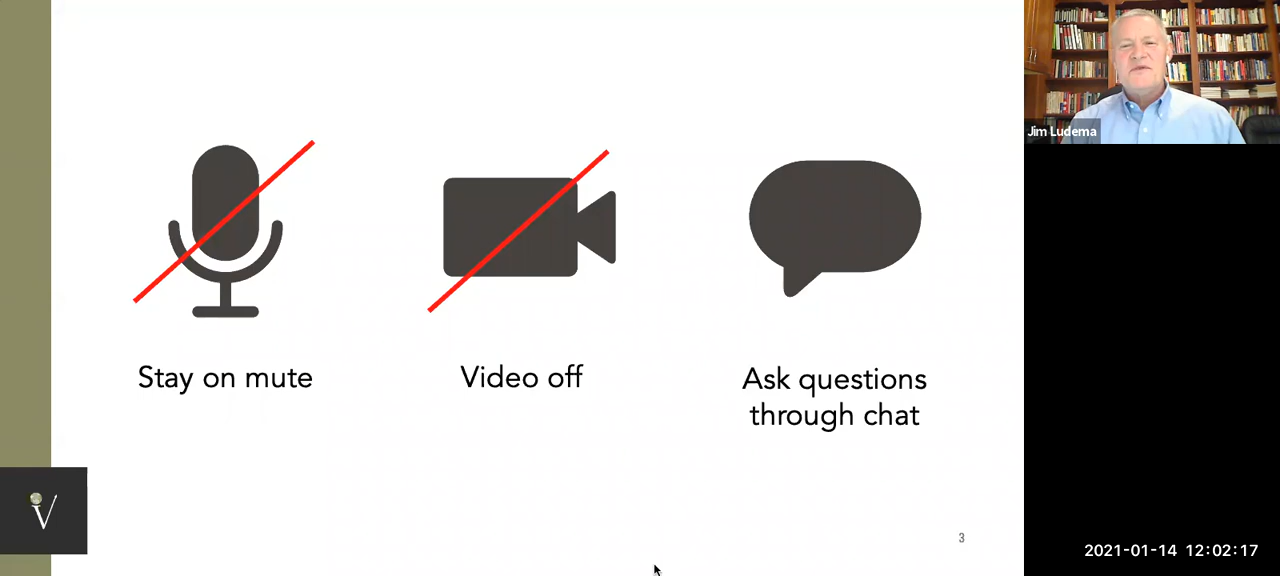 Jim Ludema
Stay on mute
Video off
Ask questions
through chat
V
3
2021-01-14 12:02:17